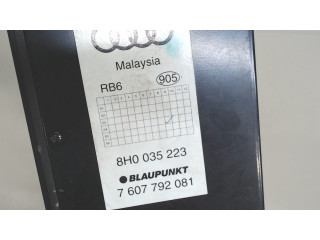 Malaysia
RB6 905
8H0 035 223
BLAUPUNKT
7 607 792 081